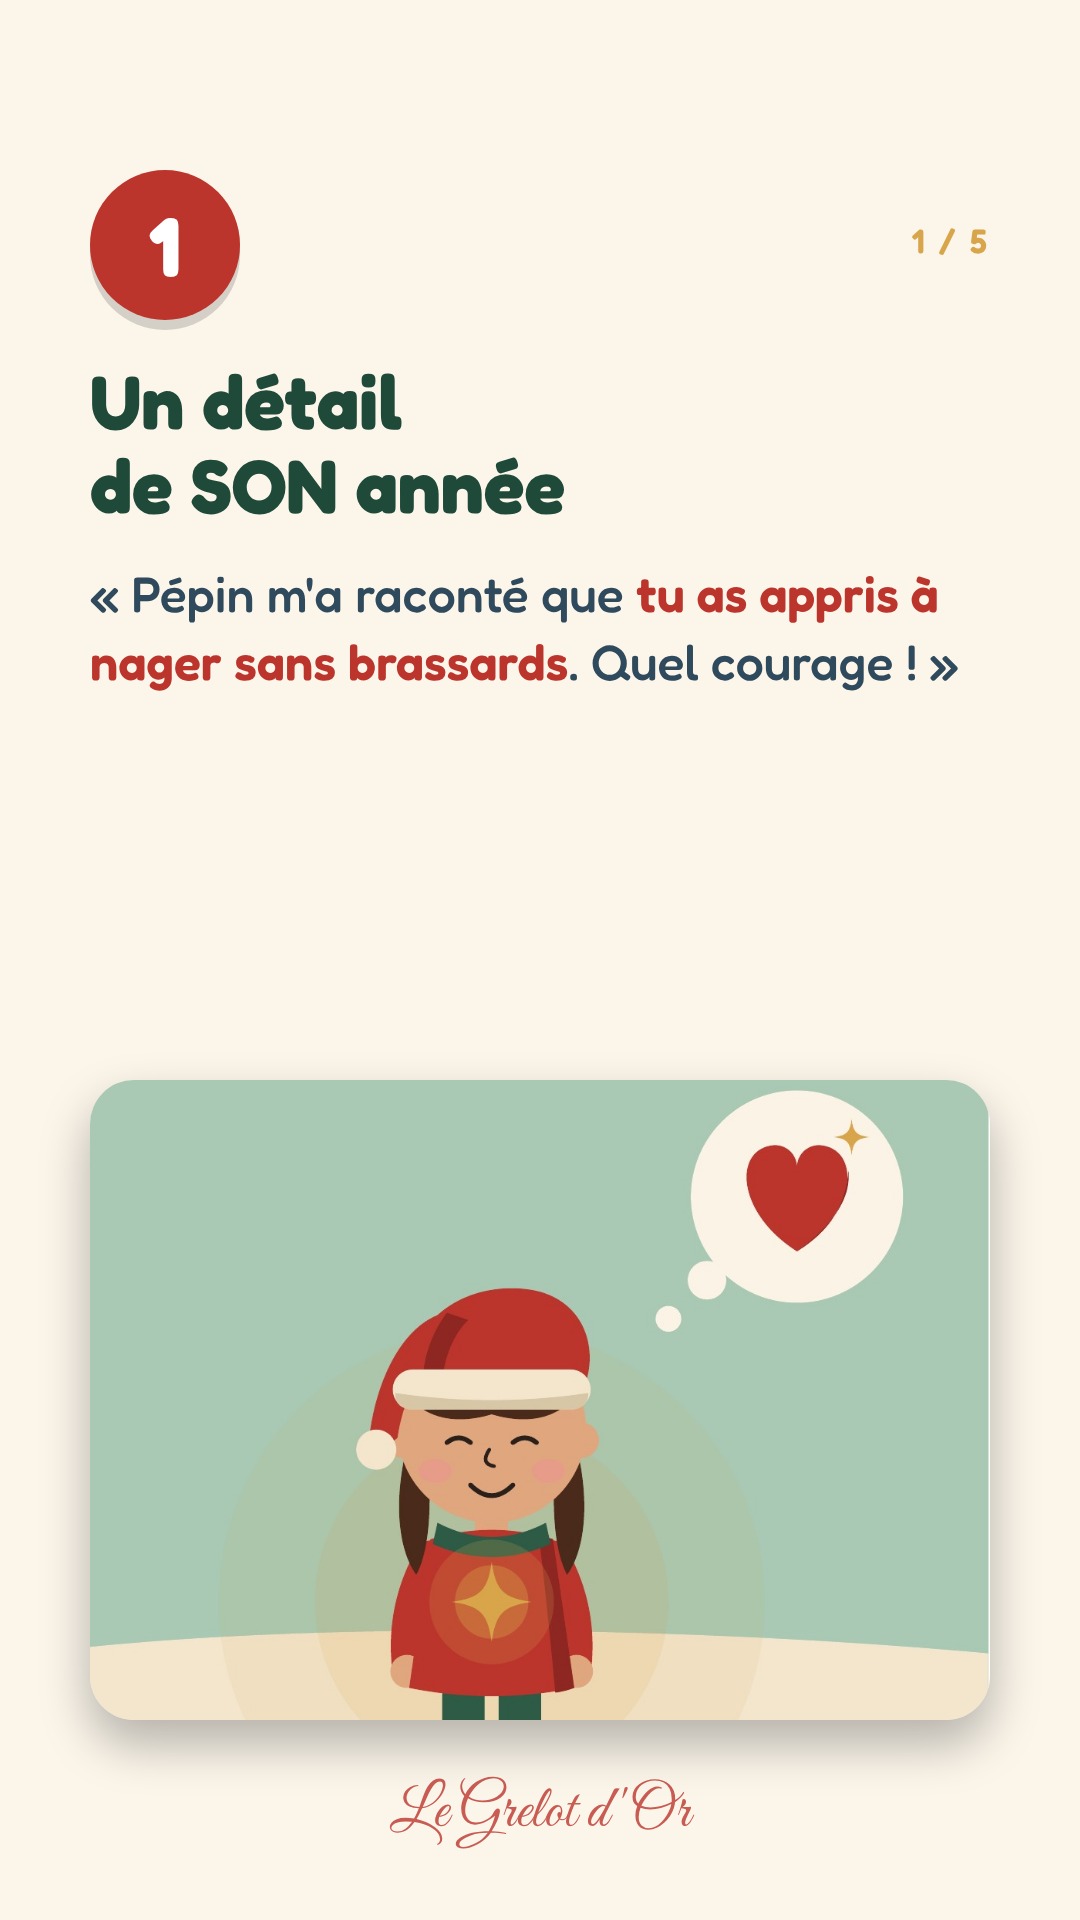 1
1 / 5
Un détail
de SON année
« Pépin m'a raconté que tu as appris à
nager sans brassards. Quel courage ! »
Le Grelot d'Or